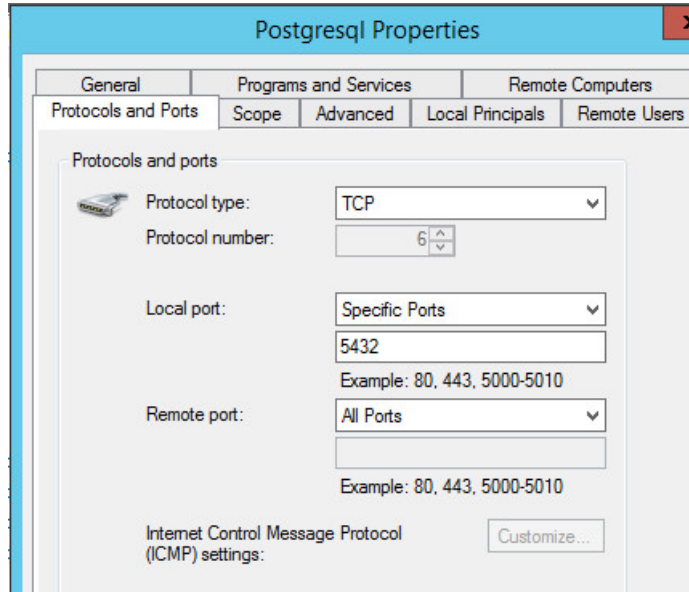 Postgresql Properties
General Programs and Services Remote Computers
Protocols and Ports Scope Advanced Local Principals Remote Users
Protocols and ports
Protocol type: TCP
Protocol number: 6
Local port: Specific Ports
5432
Example: 80, 443, 5000-5010
Remote port: All Ports
Example: 80, 443, 5000-5010
Internet Control Message Protocol
(ICMP) settings: Customize...